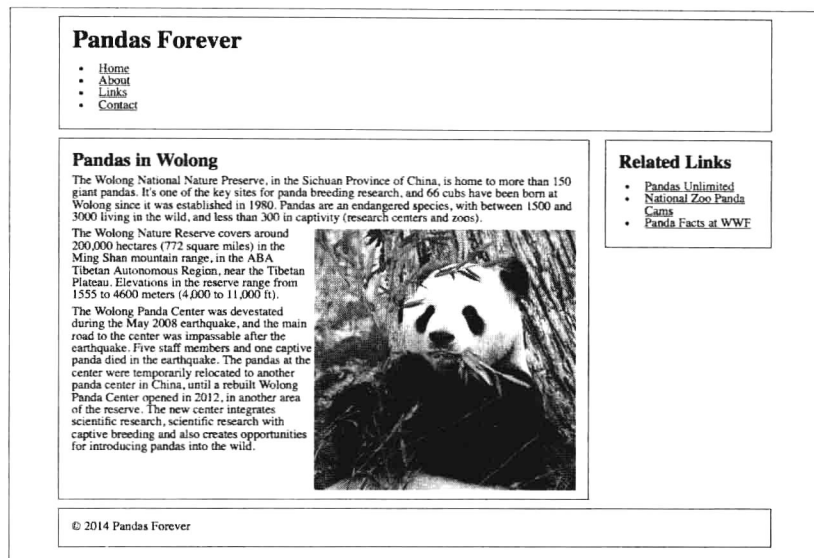 Pandas Forever
Home
About
Links
Contact
Pandas in Wolong
The Wolong National Nature Preserve, in the Sichuan Province of China, is home to more than 150
giant pandas. It's one of the key sites for panda breeding research, and 66 cubs have been born at
Wolong since it was established in 1980. Pandas are an endangered species, with between 1500 and
3000 living in the wild, and less than 300 in captivity (research centers and zoos).
The Wolong Nature Reserve covers around
200,000 hectares (772 square miles) in the
Ming Shan mountain range, in the ABA
Tibetan Autonomous Region, near the Tibetan
Plateau. Elevations in the reserve range from
1555 to 4600 meters (4,000 to 11,000 ft).
The Wolong Panda Center was devestated
during the May 2008 earthquake, and the main
road to the center was impassable after the
earthquake. Five staff members and one captive
panda died in the earthquake. The pandas at the
center were temporarily relocated to another
panda center in China, until a rebuilt Wolong
Panda Center opened in 2012, in another area
of the reserve. The new center integrates
scientific research, scientific research with
captive breeding and also creates opportunities
for introducing pandas into the wild.
Related Links
Pandas Unlimited
National Zoo Panda
Cams
Panda Facts at WWF
© 2014 Pandas Forever